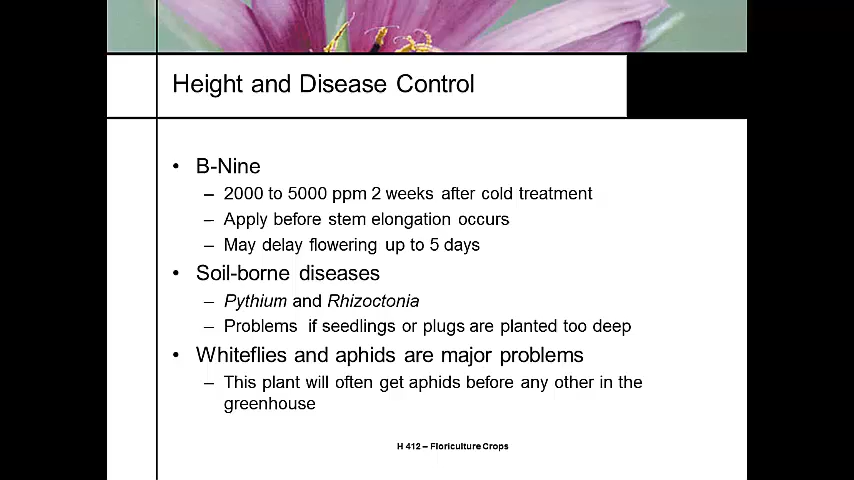 Height and Disease Control
• B-Nine
– 2000 to 5000 ppm 2 weeks after cold treatment
– Apply before stem elongation occurs
– May delay flowering up to 5 days
• Soil-borne diseases
– Pythium and Rhizoctonia
– Problems if seedlings or plugs are planted too deep
• Whiteflies and aphids are major problems
– This plant will often get aphids before any other in the
greenhouse
H 412 – Floriculture Crops